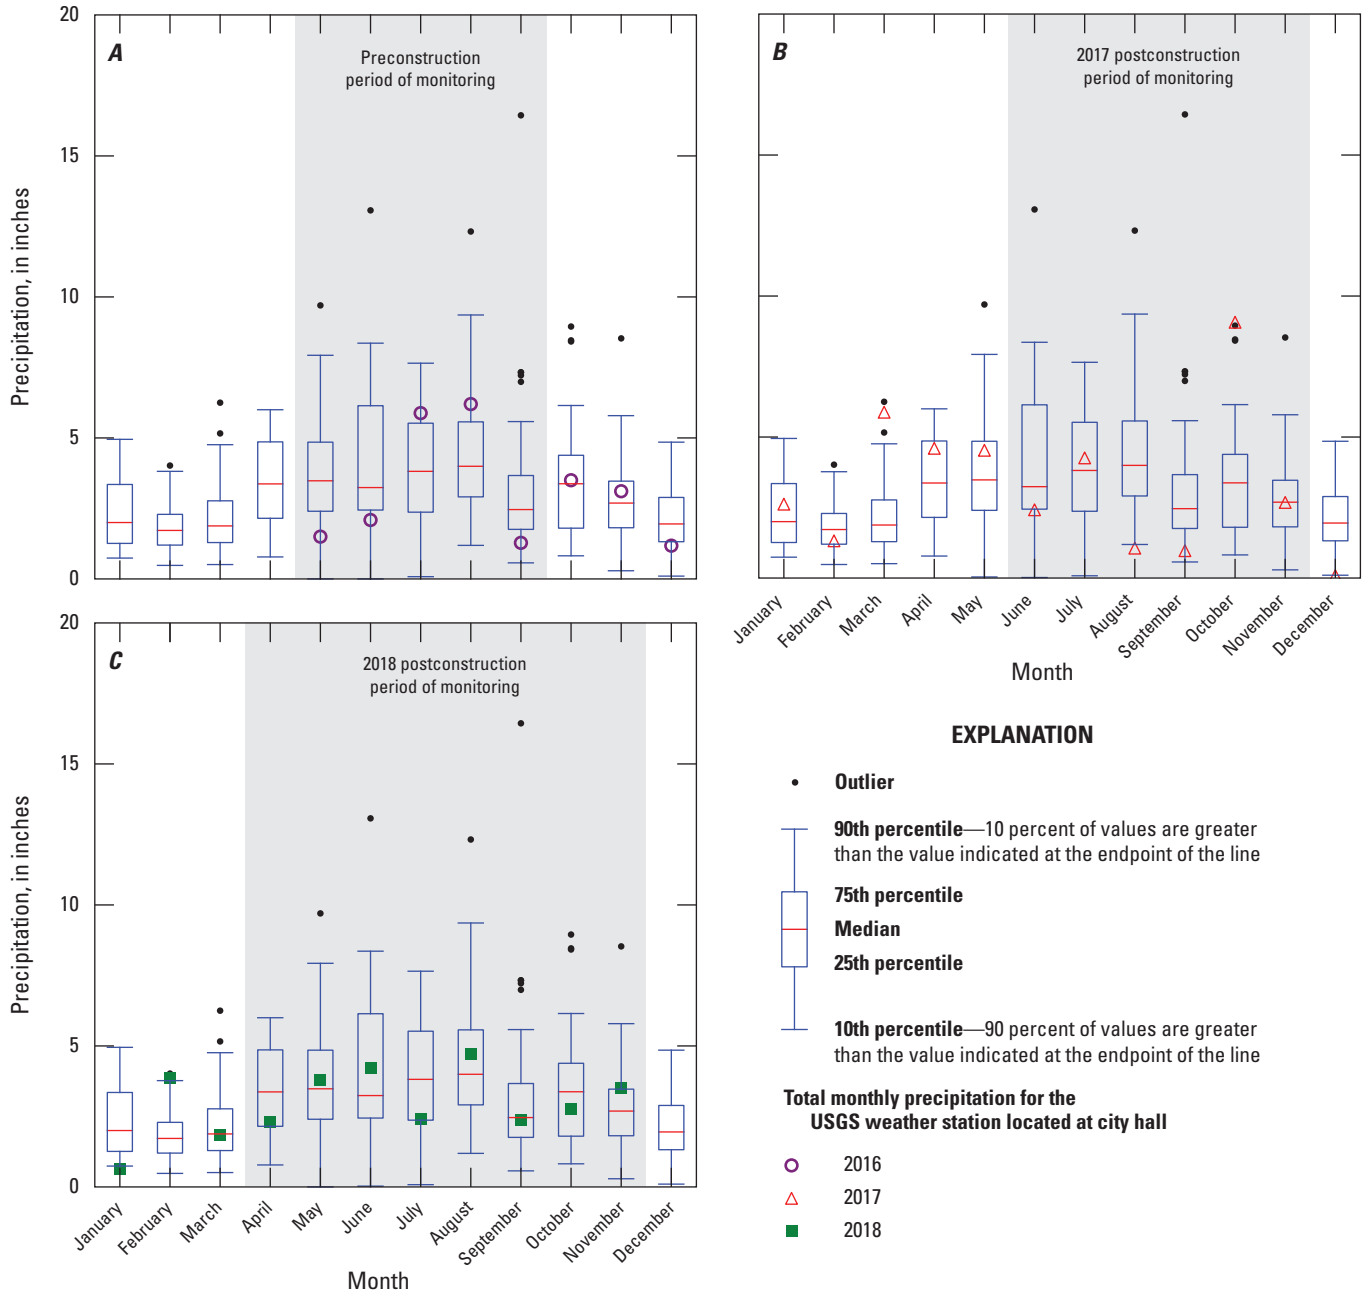 A
Preconstruction
period of monitoring
20
15
10
5
0
Precipitation, in inches
B
2017 postconstruction
period of monitoring
January
February
March
April
May
June
July
August
September
October
November
December
Month
C
2018 postconstruction
period of monitoring
20
15
10
5
0
Precipitation, in inches
January
February
March
April
May
June
July
August
September
October
November
December
Month
EXPLANATION
Outlier
90th percentile—10 percent of values are greater
than the value indicated at the endpoint of the line
75th percentile
Median
25th percentile
10th percentile—90 percent of values are greater
than the value indicated at the endpoint of the line
Total monthly precipitation for the
USGS weather station located at city hall
2016
2017
2018